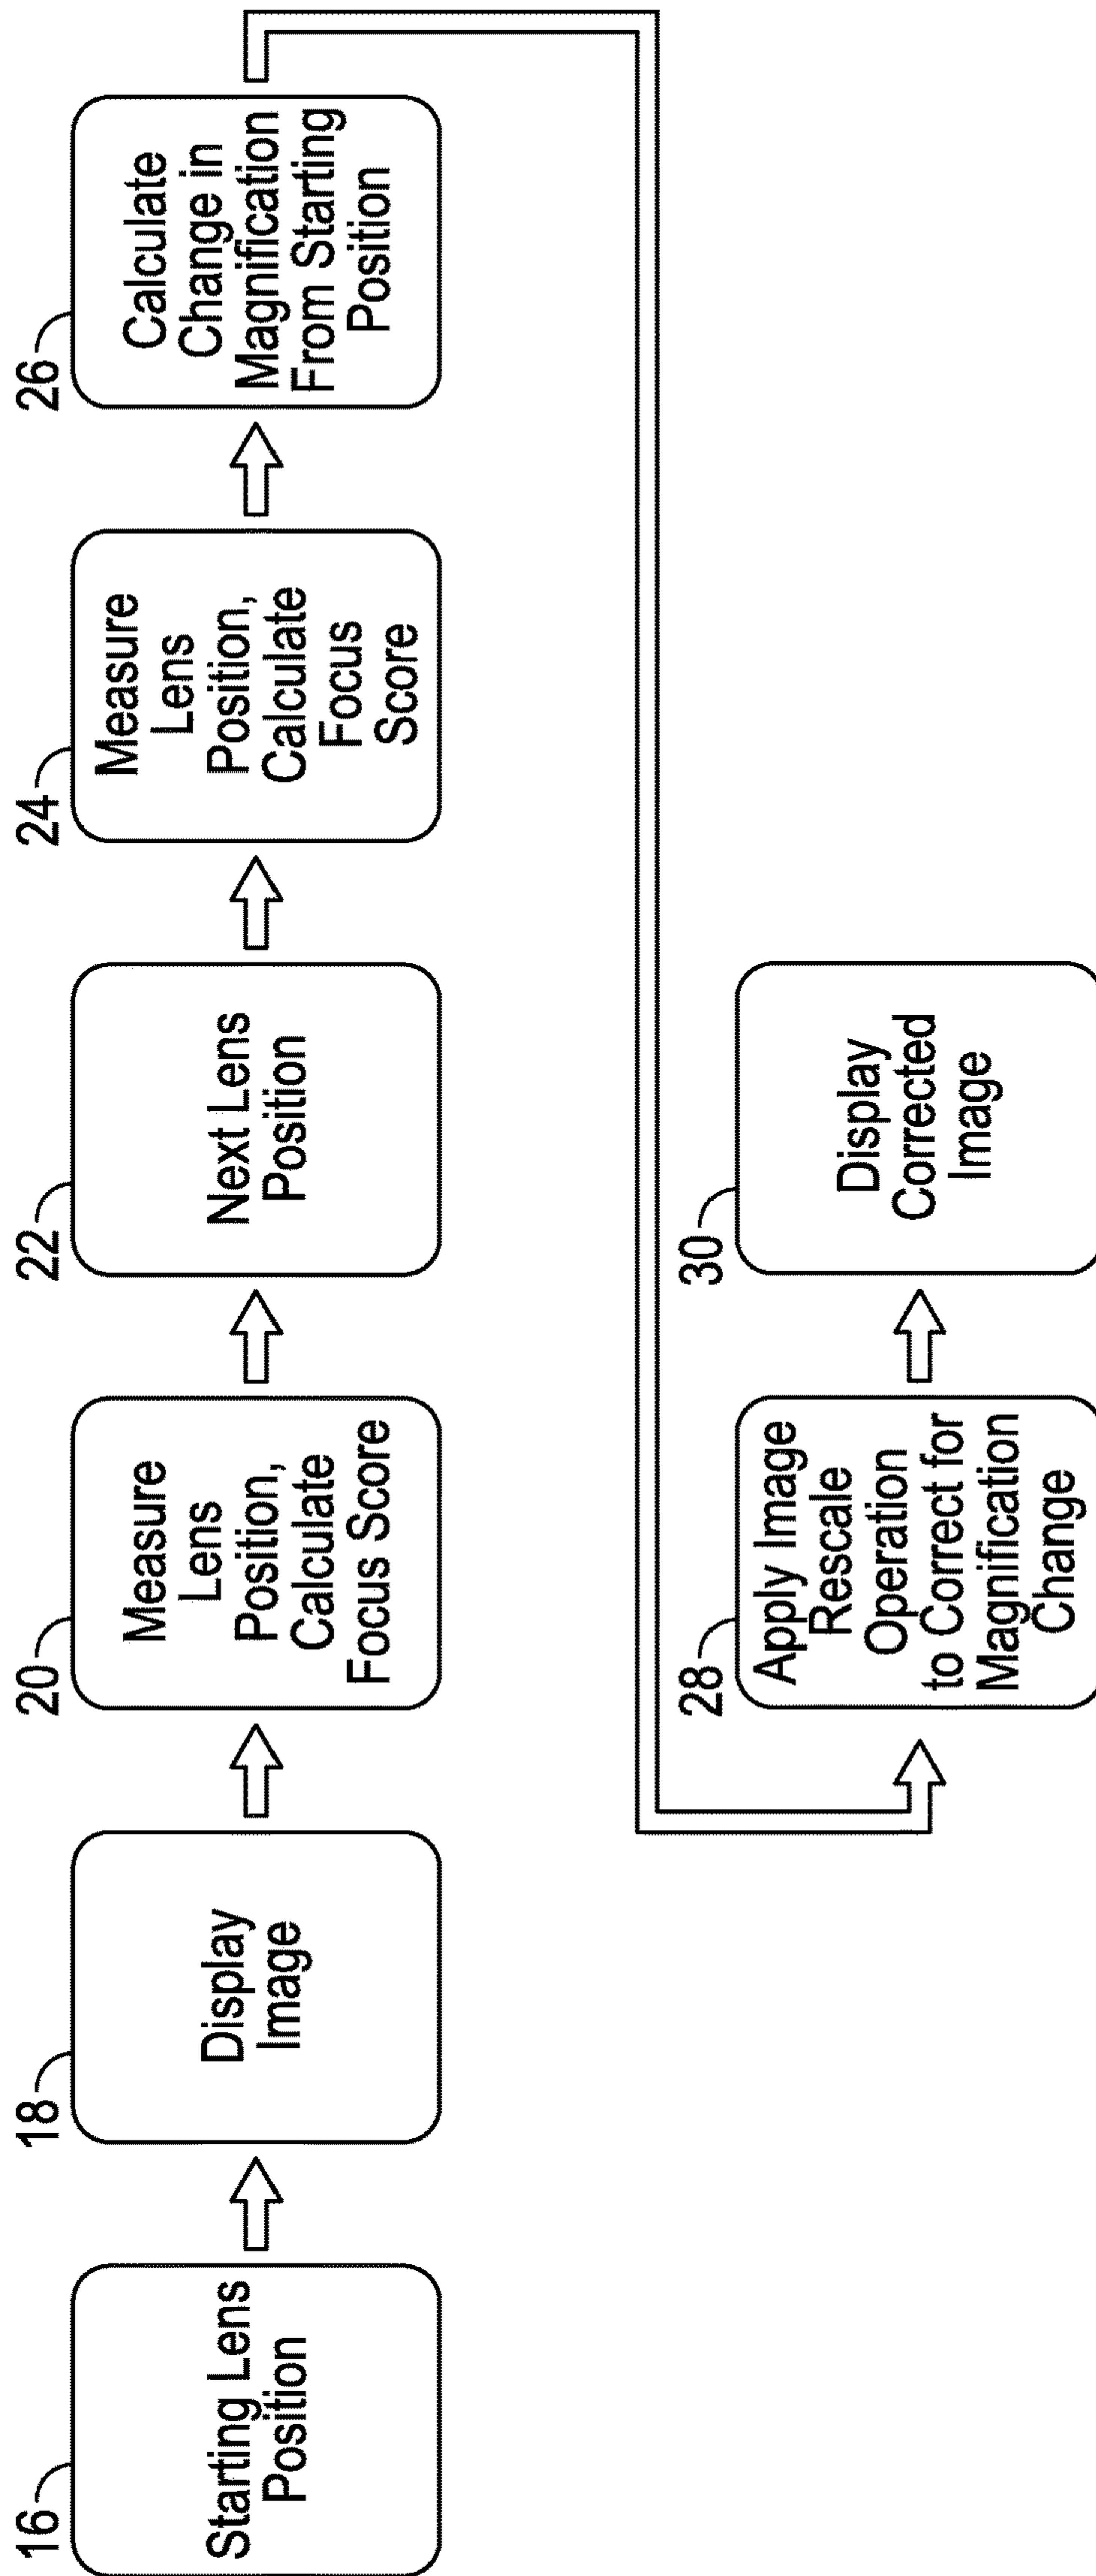 16
Starting Lens
Position
18
Display
Image
20
Measure
Lens
Position,
Calculate
Focus Score
22
Next Lens
Position
24
Measure
Lens
Position,
Calculate
Focus
Score
26
Calculate
Change in
Magnification
From Starting
Position
28
Apply Image
Rescale
Operation
to Correct for
Magnification
Change
30
Display
Corrected
Image